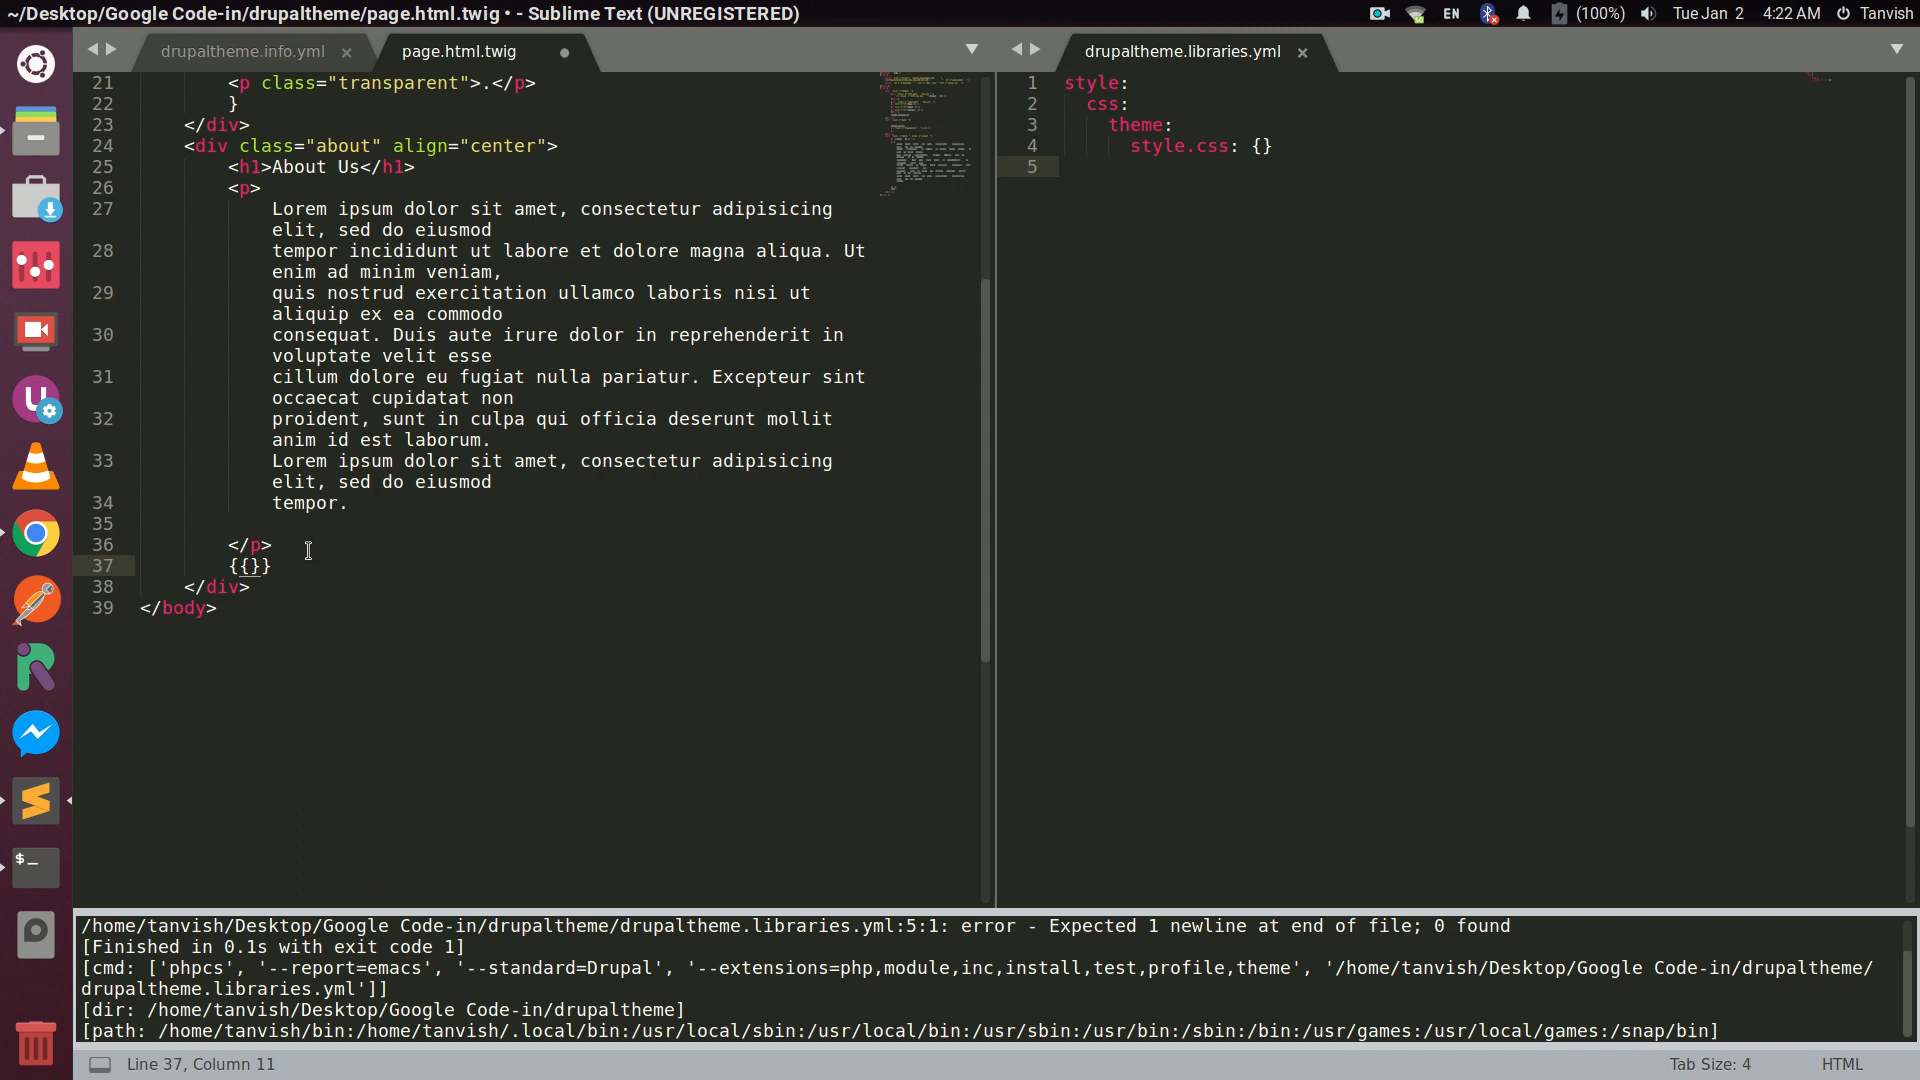 ~/Desktop/Google Code-in/drupaltheme/page.html.twig • - Sublime Text (UNREGISTERED)
EN
(100%)
Tue Jan 2
4:22 AM
Tanvish
drupaltheme.info.yml
page.html.twig
drupaltheme.libraries.yml
21 <p class="transparent">.</p>
22 }
23 </div>
24 <div class="about" align="center">
25 <h1>About Us</h1>
26 <p>
27 Lorem ipsum dolor sit amet, consectetur adipisicing
elit, sed do eiusmod
28 tempor incididunt ut labore et dolore magna aliqua. Ut
enim ad minim veniam,
29 quis nostrud exercitation ullamco laboris nisi ut
aliquip ex ea commodo
30 consequat. Duis aute irure dolor in reprehenderit in
voluptate velit esse
31 cillum dolore eu fugiat nulla pariatur. Excepteur sint
occaecat cupidatat non
32 proident, sunt in culpa qui officia deserunt mollit
anim id est laborum.
33 Lorem ipsum dolor sit amet, consectetur adipisicing
elit, sed do eiusmod
34 tempor.
35
36 </p>
37 {{}}
38 </div>
39 </body>
1 style:
2 css:
3 theme:
4 style.css: {}
5
/home/tanvish/Desktop/Google Code-in/drupaltheme/drupaltheme.libraries.yml:5:1: error - Expected 1 newline at end of file; 0 found
[Finished in 0.1s with exit code 1]
[cmd: ['phpcs', '--report=emacs', '--standard=Drupal', '--extensions=php,module,inc,install,test,profile,theme', '/home/tanvish/Desktop/Google Code-in/drupaltheme/
drupaltheme.libraries.yml']]
[dir: /home/tanvish/Desktop/Google Code-in/drupaltheme]
[path: /home/tanvish/bin:/home/tanvish/.local/bin:/usr/local/sbin:/usr/local/bin:/usr/sbin:/usr/bin:/sbin:/bin:/usr/games:/usr/local/games:/snap/bin]
Line 37, Column 11
Tab Size: 4
HTML